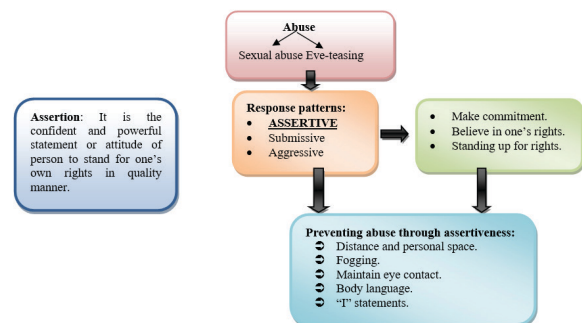 Abuse
Sexual abuse Eve-teasing
Assertion: It is the
confident and powerful
statement or attitude of
person to stand for one's
own rights in quality
manner.
Response patterns:
• ASSERTIVE
• Submissive
• Aggressive
• Make commitment.
• Believe in one's rights.
• Standing up for rights.
Preventing abuse through assertiveness:
➲ Distance and personal space.
➲ Fogging.
➲ Maintain eye contact.
➲ Body language.
➲ "I" statements.